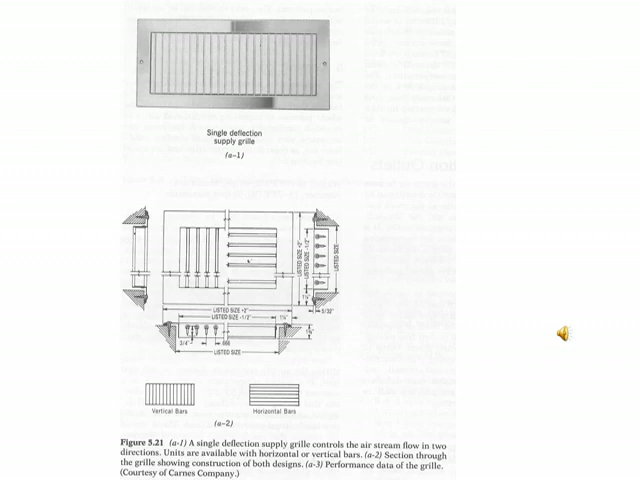 Single deflection
supply grille
(a-1)
LISTED SIZE +2"
LISTED SIZE -1/2"
LISTED SIZE
5/32"
LISTED SIZE +2"
LISTED SIZE -1/2"
3/4"
.666
LISTED SIZE
Vertical Bars
Horizontal Bars
(a-2)
Figure 5.21 (a-1) A single deflection supply grille controls the air stream flow in two
directions. Units are available with horizontal or vertical bars. (a-2) Section through
the grille showing construction of both designs. (a-3) Performance data of the grille.
(Courtesy of Carnes Company.)